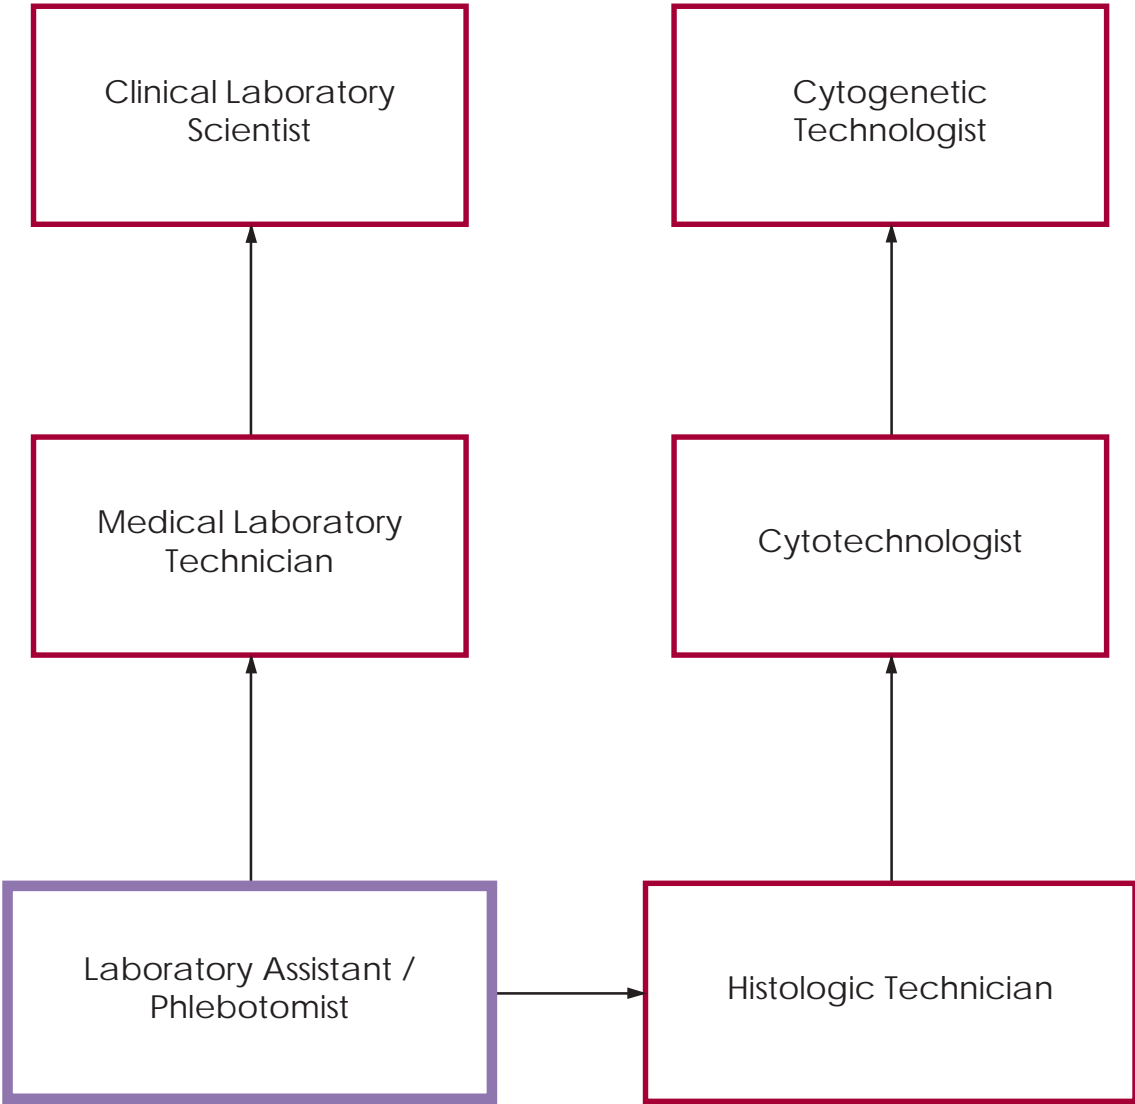 Clinical Laboratory
Scientist
Cytogenetic
Technologist
Medical Laboratory
Technician
Cytotechnologist
Laboratory Assistant /
Phlebotomist
Histologic Technician